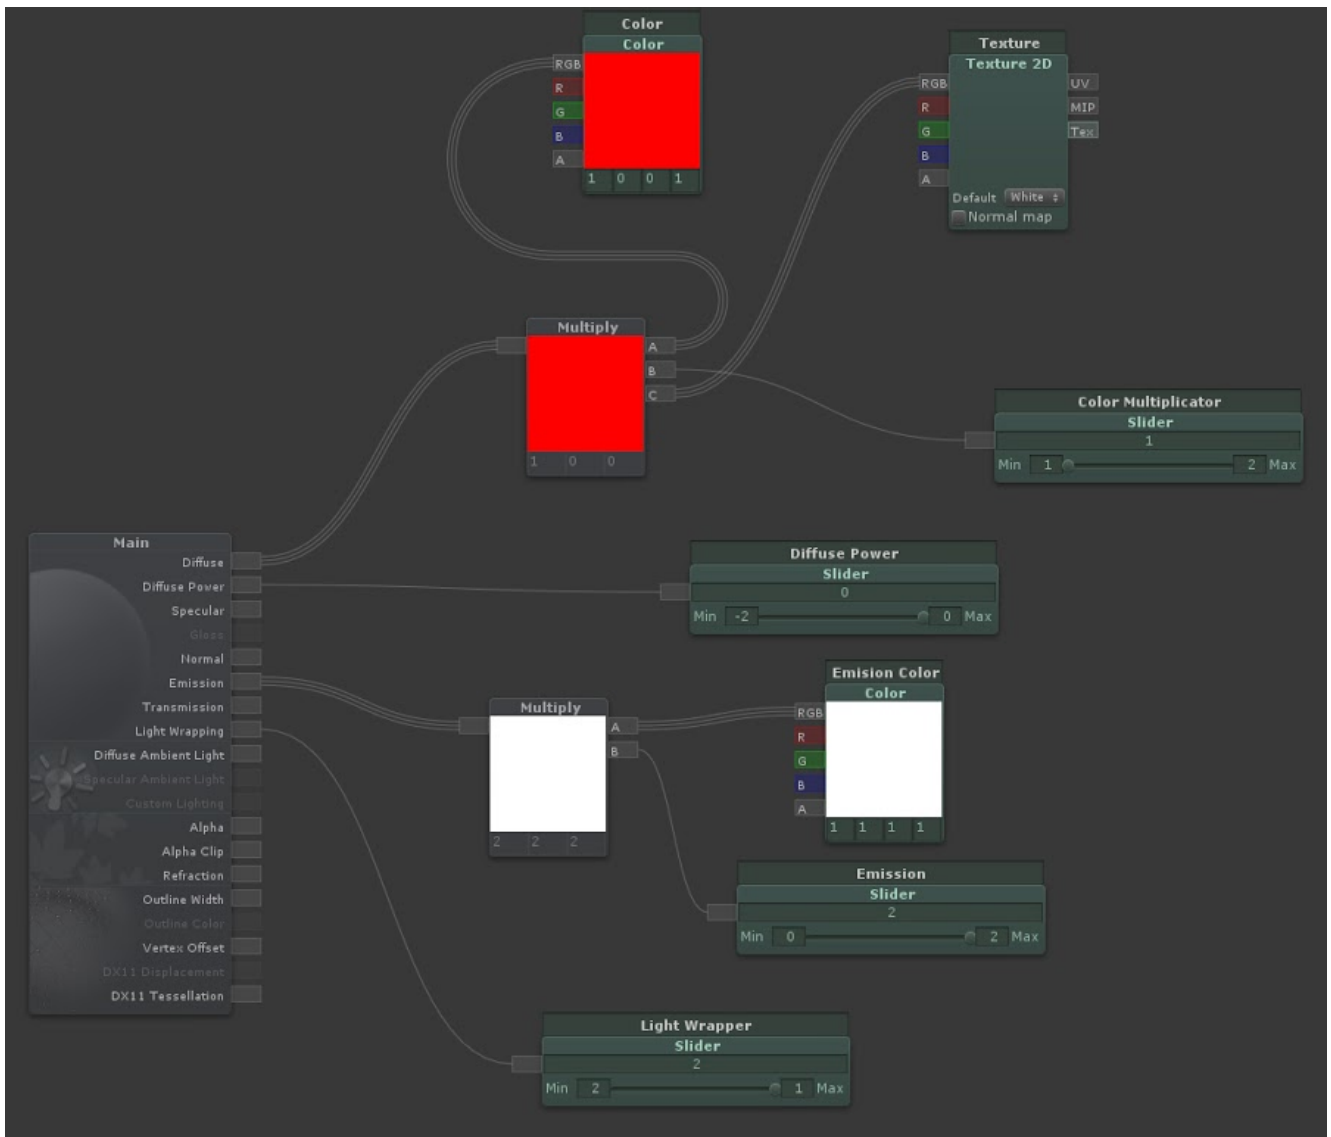 Color
Color
RGB
R
G
B
A
1 0 0 1
Texture
Texture 2D
RGB UV
R MIP
G Tex
B
A
Default White
Normal map
Multiply
A
B
C
1 0 0
Color Multiplicator
Slider
1
Min 1 2 Max
Main
Diffuse
Diffuse Power
Specular
Gloss
Normal
Emission
Transmission
Light Wrapping
Diffuse Ambient Light
Specular Ambient Light
Custom Lighting
Alpha
Alpha Clip
Refraction
Outline Width
Outline Color
Vertex Offset
DX11 Displacement
DX11 Tessellation
Diffuse Power
Slider
0
Min -2 0 Max
Multiply
A
B
2 2 2
Emision Color
Color
RGB
R
G
B
A
1 1 1 1
Emission
Slider
2
Min 0 2 Max
Light Wrapper
Slider
2
Min 2 1 Max